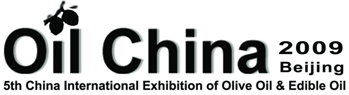 Oil China 2009
Beijing
5th China International Exhibition of Olive Oil & Edible Oil